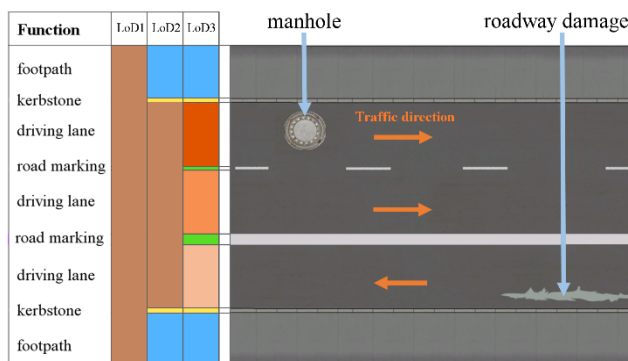 manhole
roadway damage
Function LoD1 LoD2 LoD3
footpath
kerbstone
driving lane
Traffic direction
road marking
driving lane
road marking
driving lane
kerbstone
footpath